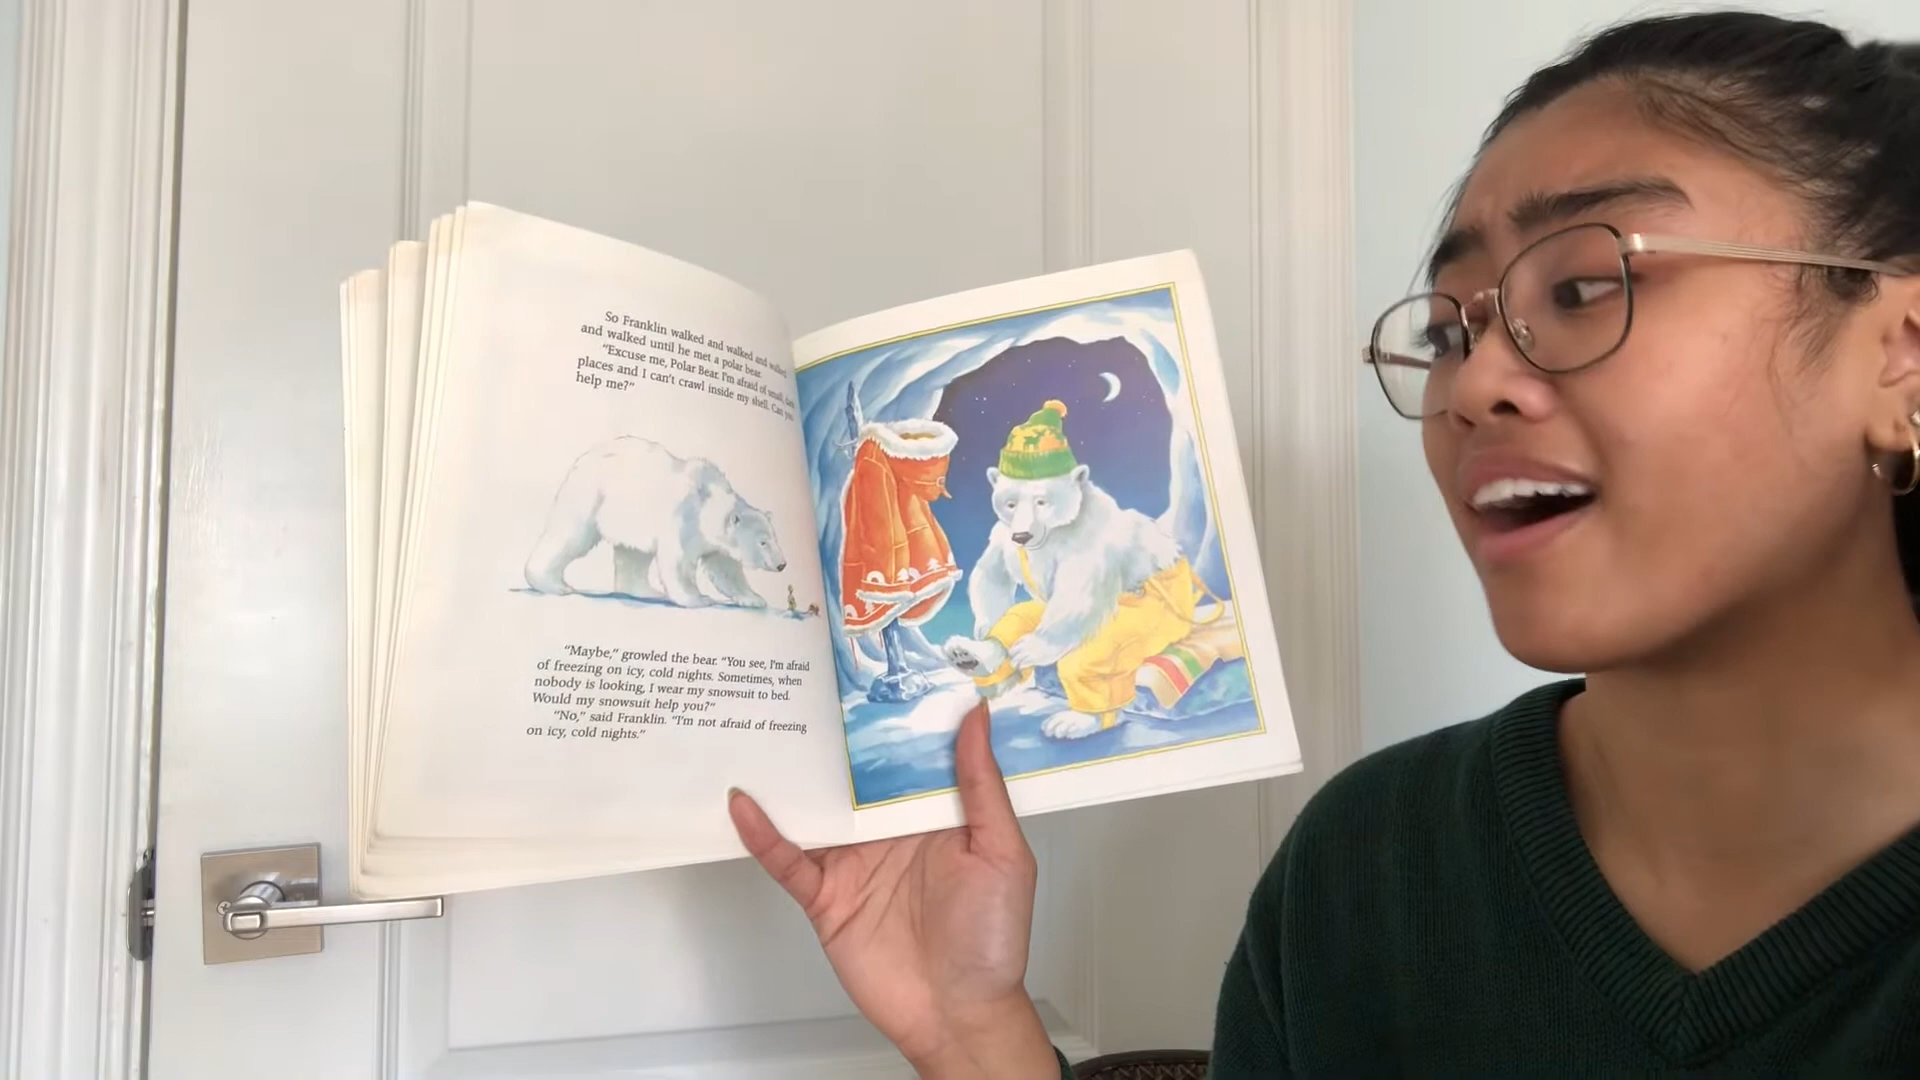 So Franklin walked and walked and walked
and walked until he met a polar bear.
"Excuse me, Polar Bear. I'm afraid of small, dark
places and I can't crawl inside my shell. Can you
help me?"
"Maybe," growled the bear. "You see, I'm afraid
of freezing on icy, cold nights. Sometimes, when
nobody is looking, I wear my snowsuit to bed.
Would my snowsuit help you?"
"No," said Franklin. "I'm not afraid of freezing
on icy, cold nights."